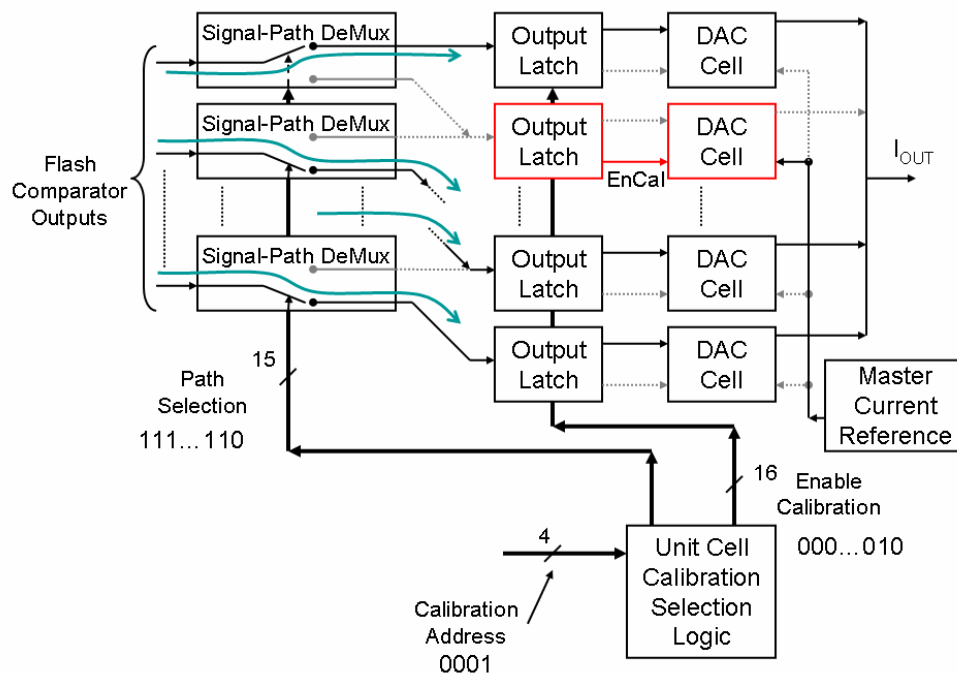 Signal-Path DeMux
Output
Latch
DAC
Cell
Signal-Path DeMux
Output
Latch
DAC
Cell
EnCal
I_OUT
Flash
Comparator
Outputs
Signal-Path DeMux
Output
Latch
DAC
Cell
Output
Latch
DAC
Cell
15
Path
Selection
111...110
Master
Current
Reference
16
Enable
Calibration
000...010
4
Unit Cell
Calibration
Selection
Logic
Calibration
Address
0001